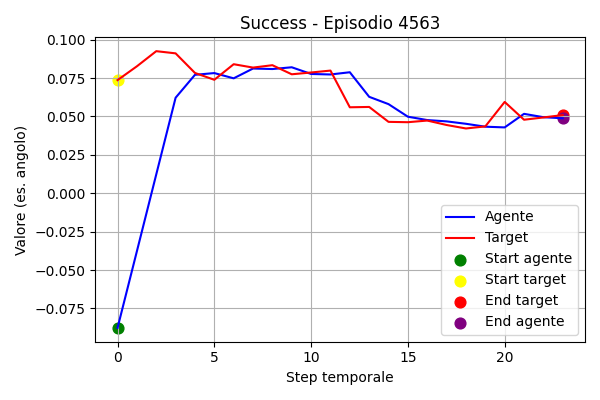 Success - Episodio 4563
Valore (es. angolo)
0.100
0.075
0.050
0.025
0.000
−0.025
−0.050
−0.075
0
5
10
15
20
Step temporale
Agente
Target
Start agente
Start target
End target
End agente